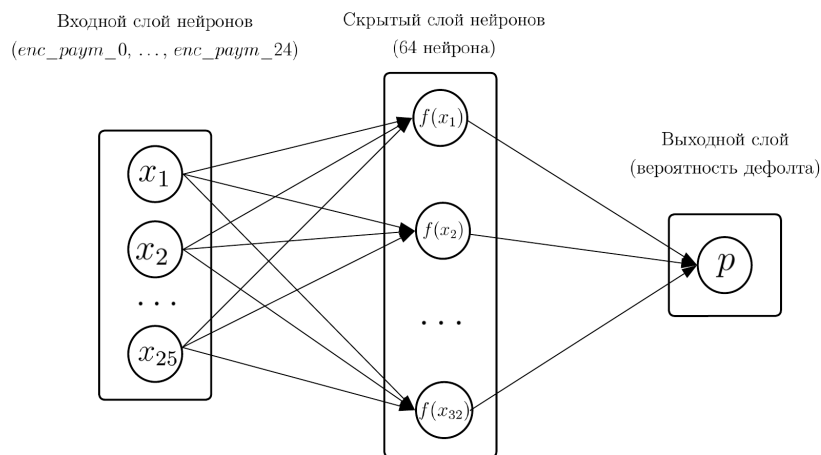 Входной слой нейронов
(enc_paym_0, ..., enc_paym_24)
Скрытый слой нейронов
(64 нейрона)
Выходной слой
(вероятность дефолта)
x₁
x₂
...
x₂₅
f(x₁)
f(x₂)
...
f(x₃₂)
p